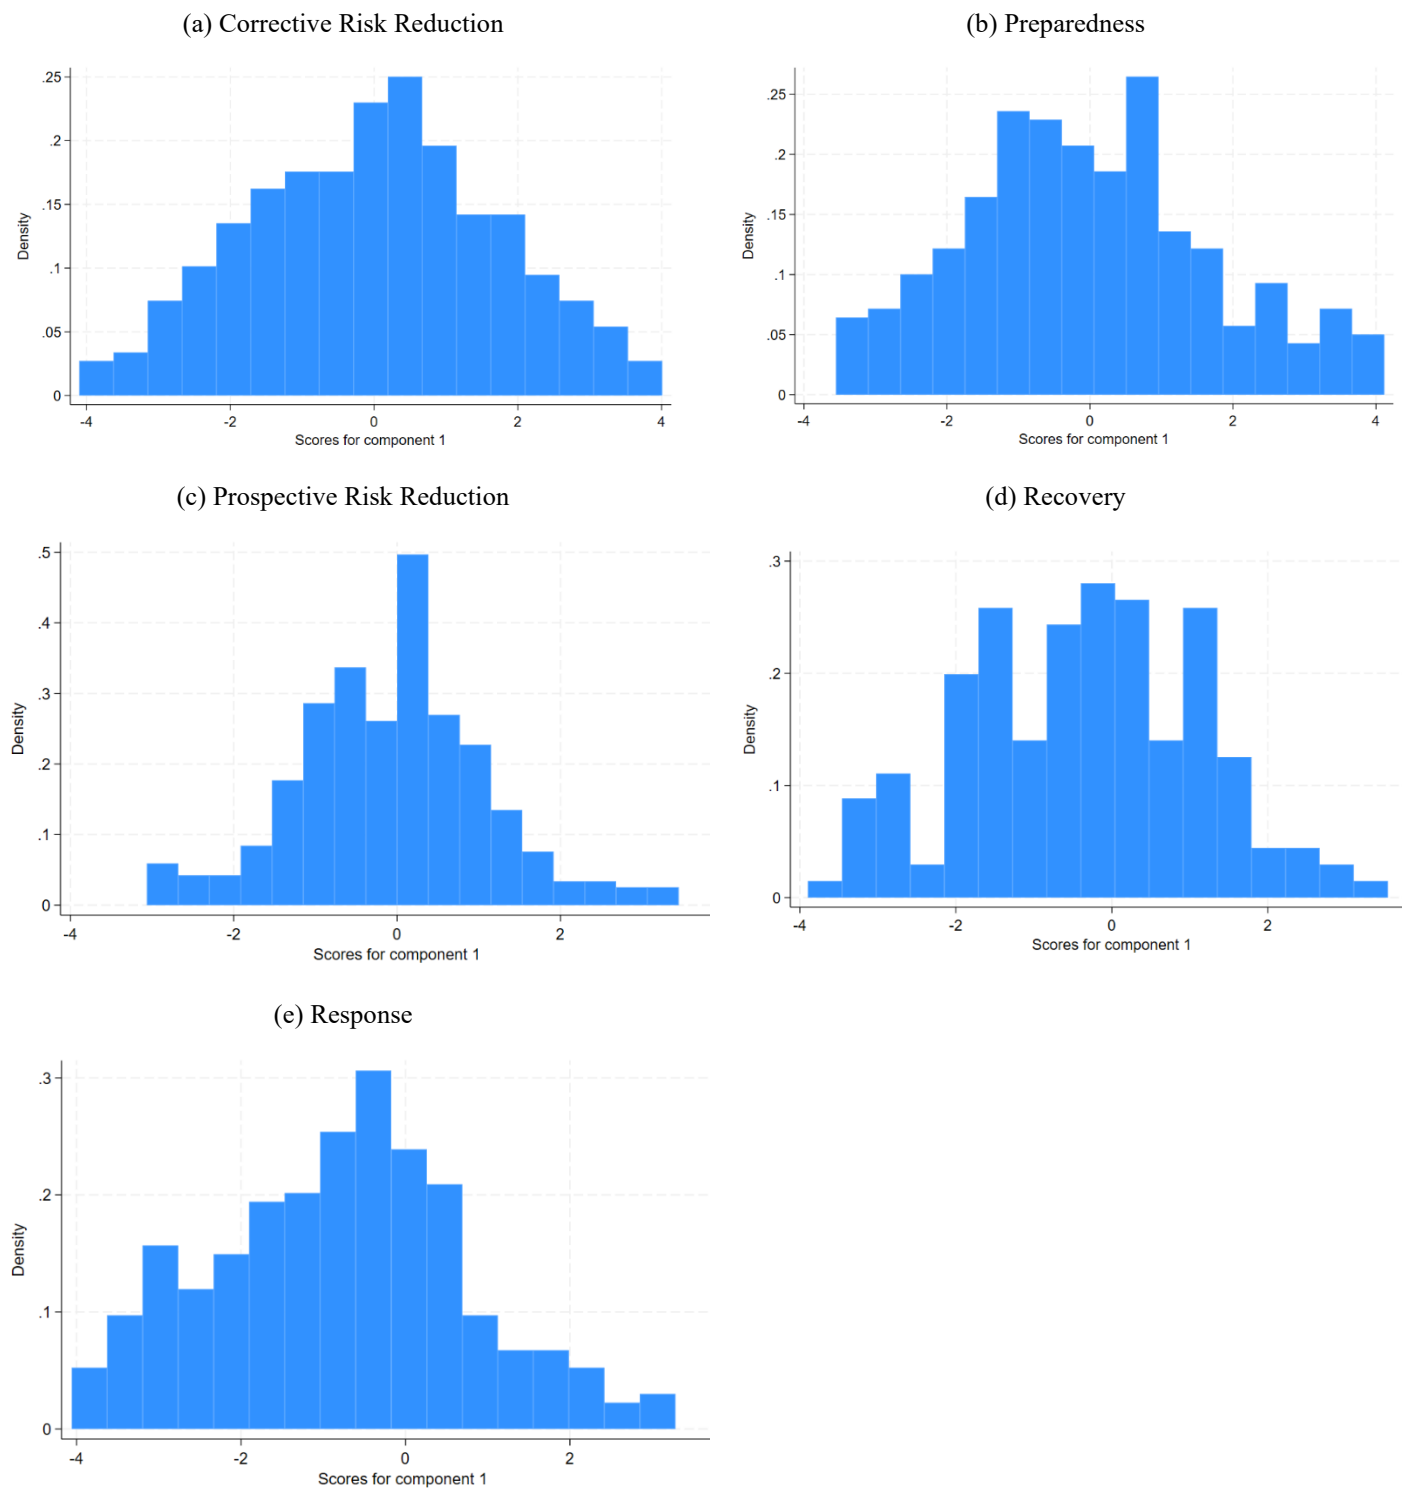 (a) Corrective Risk Reduction
.25
.2
.15
.1
.05
0
Density
-4 -2 0 2 4
Scores for component 1
(b) Preparedness
.25
.2
.15
.1
.05
0
Density
-4 -2 0 2 4
Scores for component 1
(c) Prospective Risk Reduction
.5
.4
.3
.2
.1
0
Density
-4 -2 0 2
Scores for component 1
(d) Recovery
.3
.2
.1
0
Density
-4 -2 0 2
Scores for component 1
(e) Response
.3
.2
.1
0
Density
-4 -2 0 2
Scores for component 1